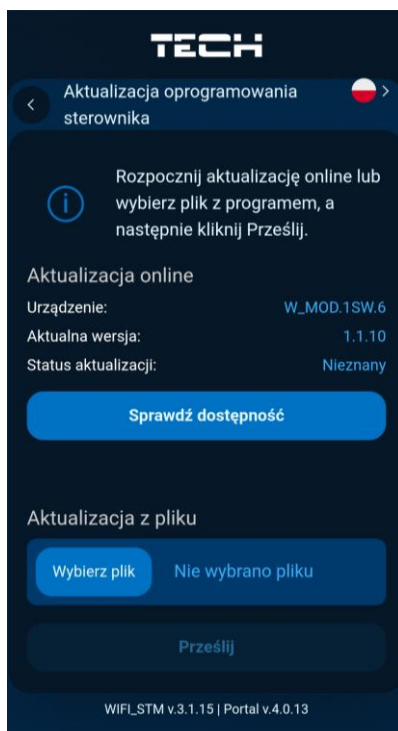 TECH
Aktualizacja oprogramowania
sterownika
Rozpocznij aktualizację online lub
wybierz plik z programem, a
następnie kliknij Prześlij.
Aktualizacja online
Urządzenie: W_MOD.1SW.6
Aktualna wersja: 1.1.10
Status aktualizacji: Nieznany
Sprawdź dostępność
Aktualizacja z pliku
Wybierz plik Nie wybrano pliku
Prześlij
WIFI_STM v.3.1.15 | Portal v.4.0.13